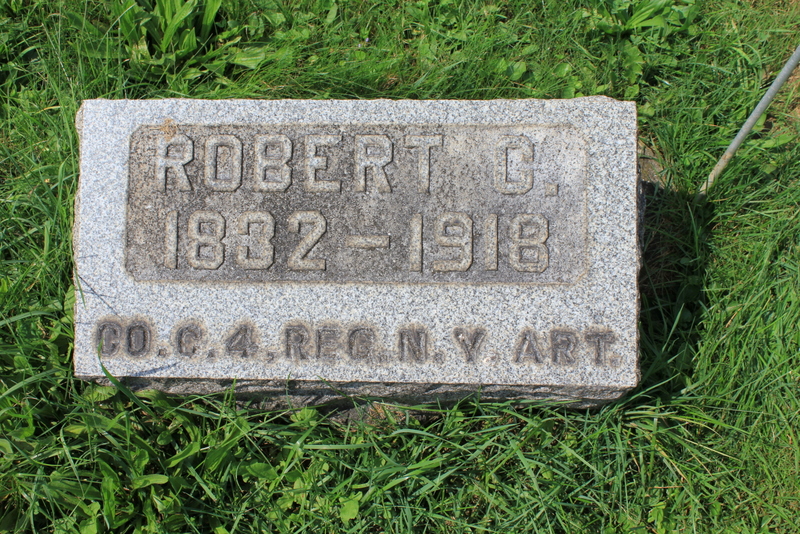 ROBERT C.
1832-1918
CO. C. 4. REG. N. Y. ART.